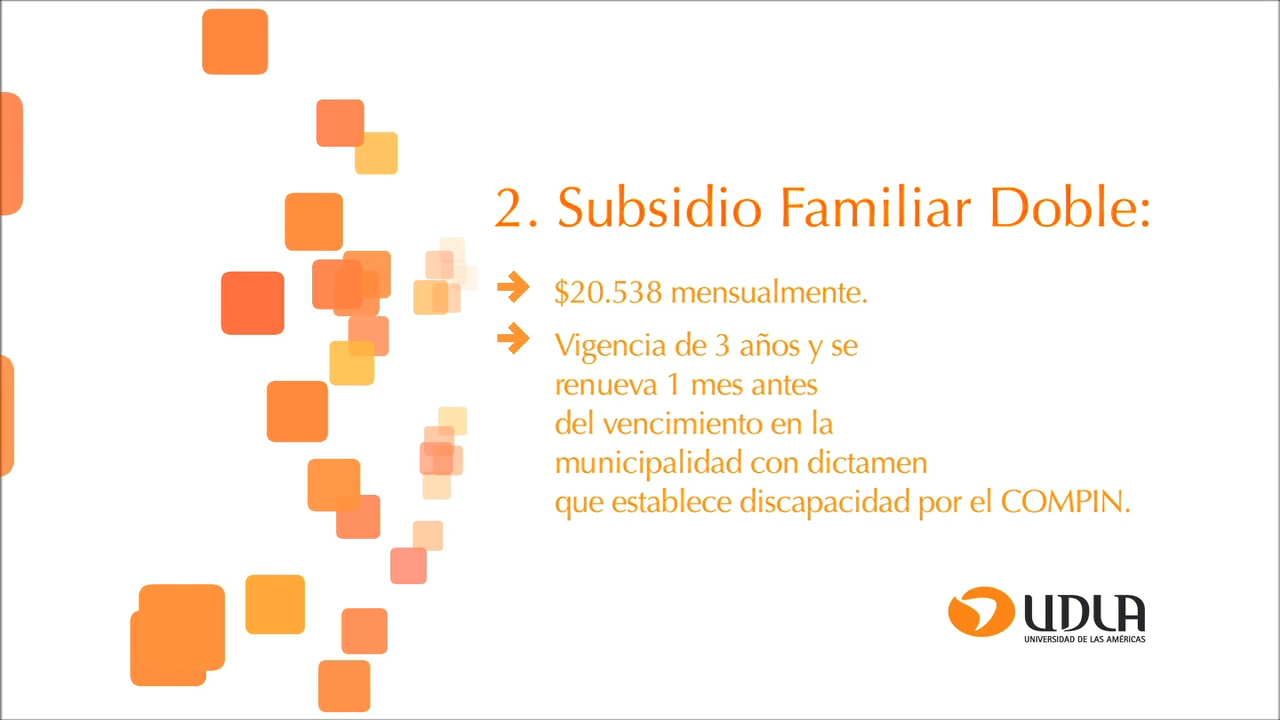 2. Subsidio Familiar Doble:
$20.538 mensualmente.
Vigencia de 3 años y se
renueva 1 mes antes
del vencimiento en la
municipalidad con dictamen
que establece discapacidad por el COMPIN.
UDLA
UNIVERSIDAD DE LAS AMÉRICAS